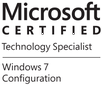 Microsoft
CERTIFIED
Technology Specialist
Windows 7
Configuration